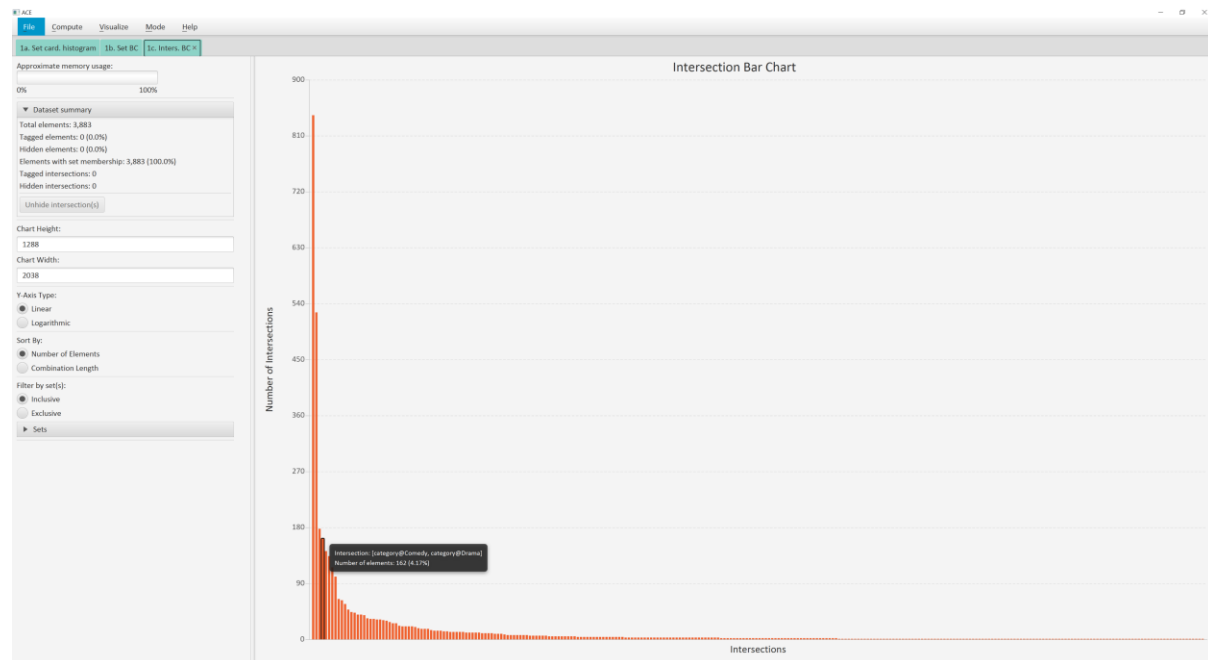 ACE
File Compute Visualize Mode Help
1a. Set card. histogram 1b. Set BC 1c. Inters. BC ×
Approximate memory usage:
0% 100%
Dataset summary
Total elements: 3,883
Tagged elements: 0 (0.0%)
Hidden elements: 0 (0.0%)
Elements with set membership: 3,883 (100.0%)
Tagged intersections: 0
Hidden intersections: 0
Unhide intersection(s)
Chart Height:
1288
Chart Width:
2038
Y-Axis Type:
Linear
Logarithmic
Sort By:
Number of Elements
Combination Length
Filter by set(s):
Inclusive
Exclusive
Sets
Intersection Bar Chart
Number of Intersections
900
810
720
630
540
450
360
270
180
90
0
Intersection: [category@Comedy, category@Drama]
Number of elements: 162 (4.17%)
Intersections